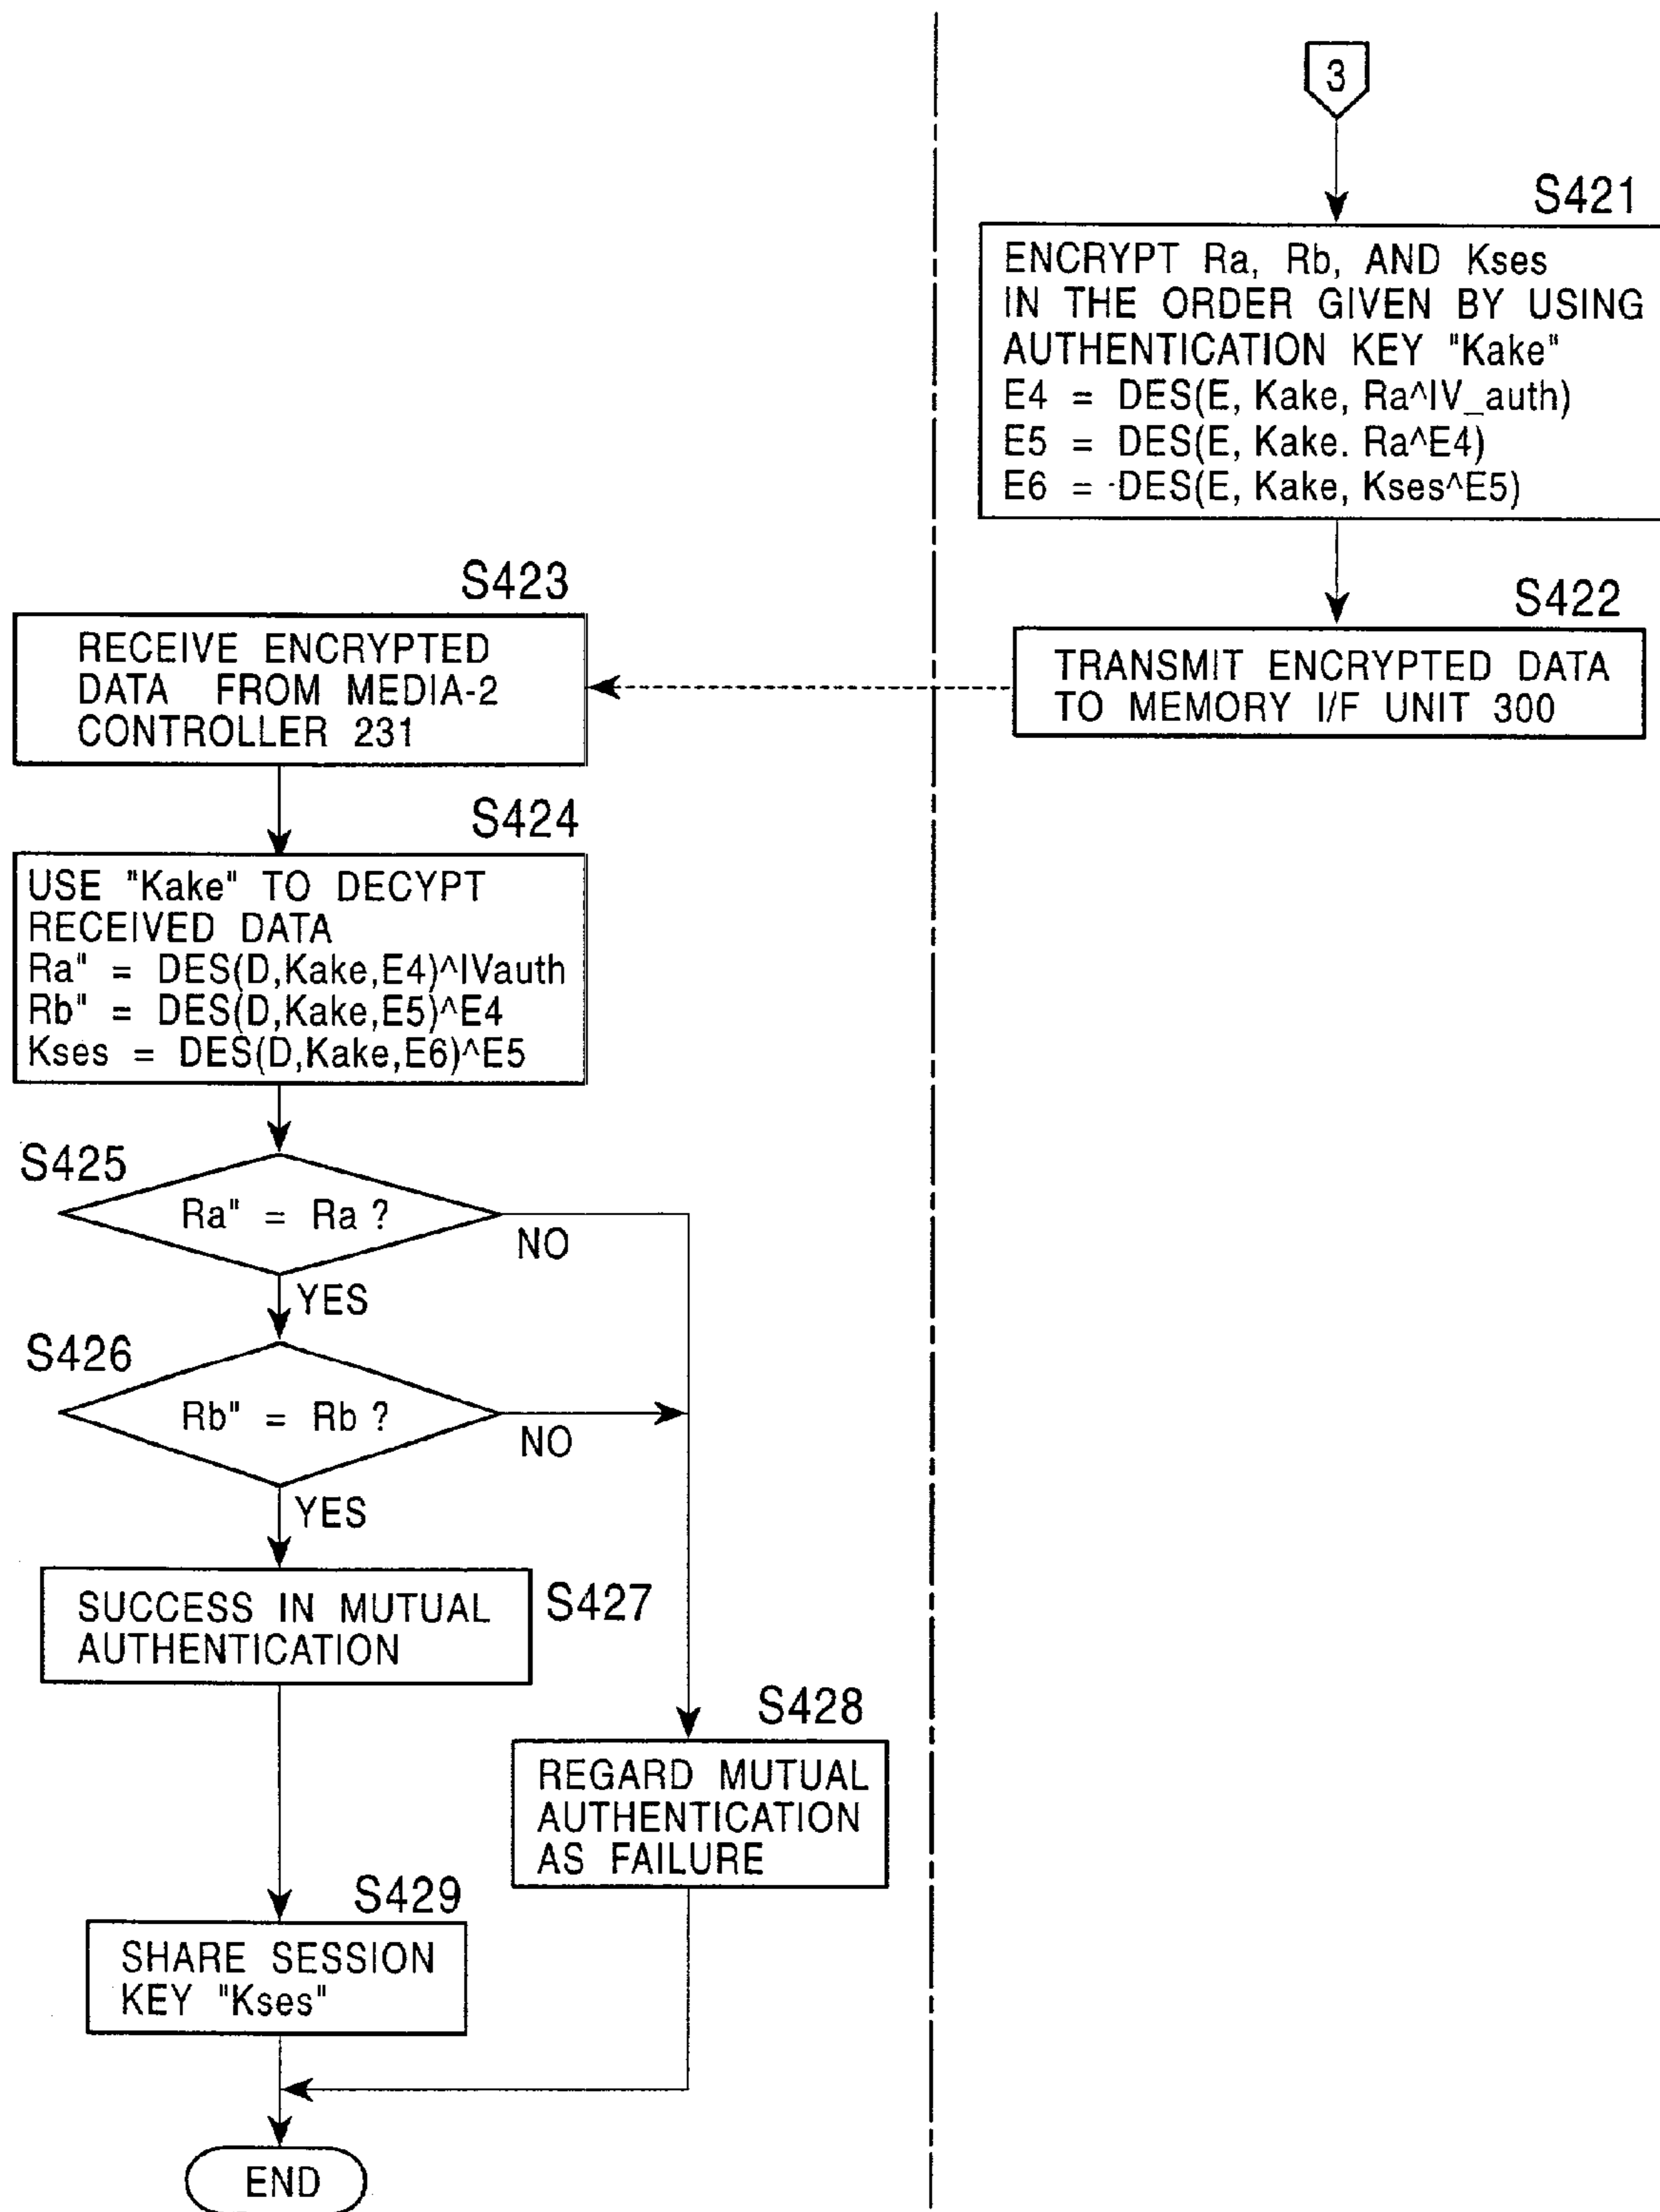 3
S421
ENCRYPT Ra, Rb, AND Kses
IN THE ORDER GIVEN BY USING
AUTHENTICATION KEY "Kake"
E4 = DES(E, Kake, Ra^IV_auth)
E5 = DES(E, Kake. Ra^E4)
E6 = DES(E, Kake, Kses^E5)
S422
TRANSMIT ENCRYPTED DATA
TO MEMORY I/F UNIT 300
S423
RECEIVE ENCRYPTED
DATA FROM MEDIA-2
CONTROLLER 231
S424
USE "Kake" TO DECYPT
RECEIVED DATA
Ra" = DES(D,Kake,E4)^IVauth
Rb" = DES(D,Kake,E5)^E4
Kses = DES(D,Kake,E6)^E5
S425
Ra" = Ra ?
NO
YES
S426
Rb" = Rb ?
NO
YES
SUCCESS IN MUTUAL
AUTHENTICATION
S427
S428
REGARD MUTUAL
AUTHENTICATION
AS FAILURE
S429
SHARE SESSION
KEY "Kses"
END